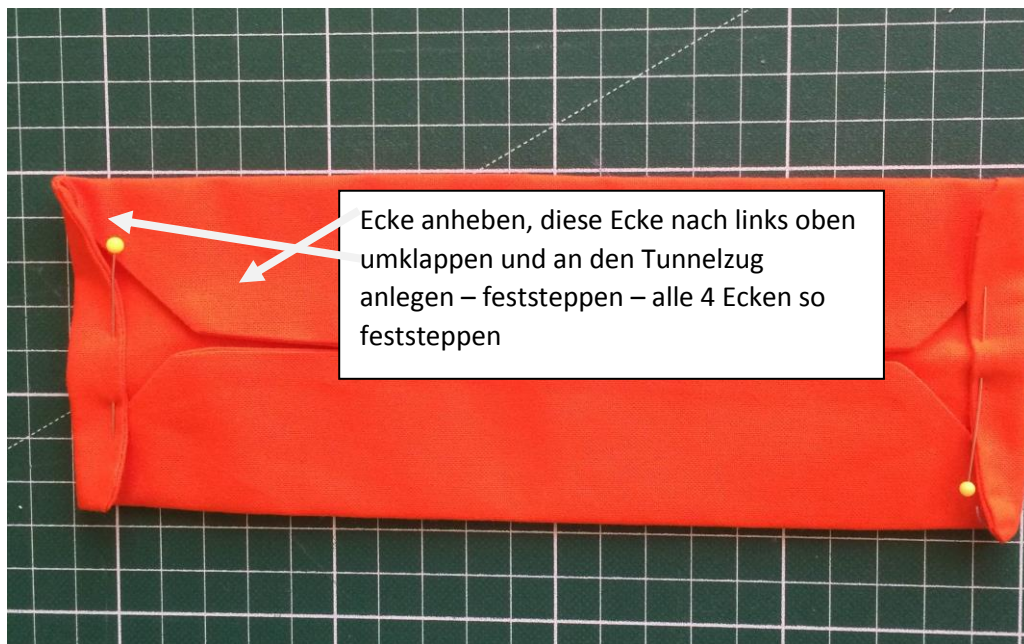 Ecke anheben, diese Ecke nach links oben
umklappen und an den Tunnelzug
anlegen – feststeppen – alle 4 Ecken so
feststeppen